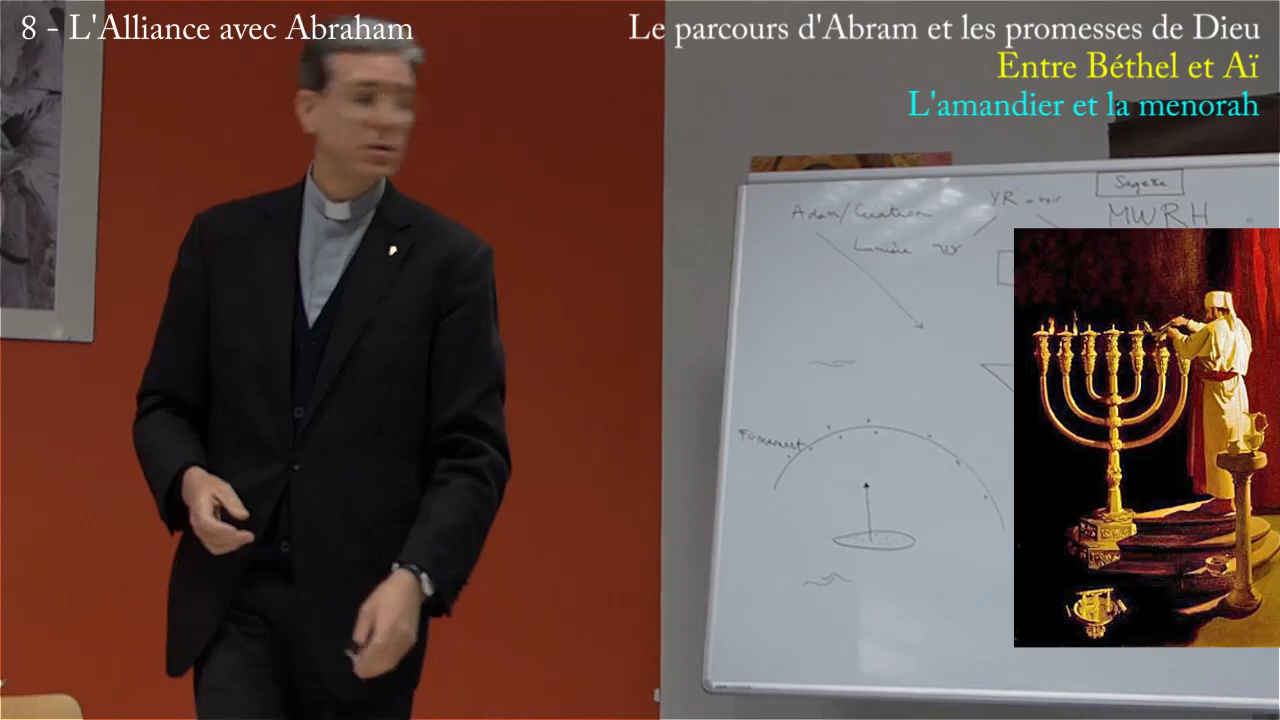 8 - L'Alliance avec Abraham
Le parcours d'Abram et les promesses de Dieu
Entre Béthel et Aï
L'amandier et la menorah
Sagesse
YR = voir
MWRH
Adam/Création
Lumière
Firmament